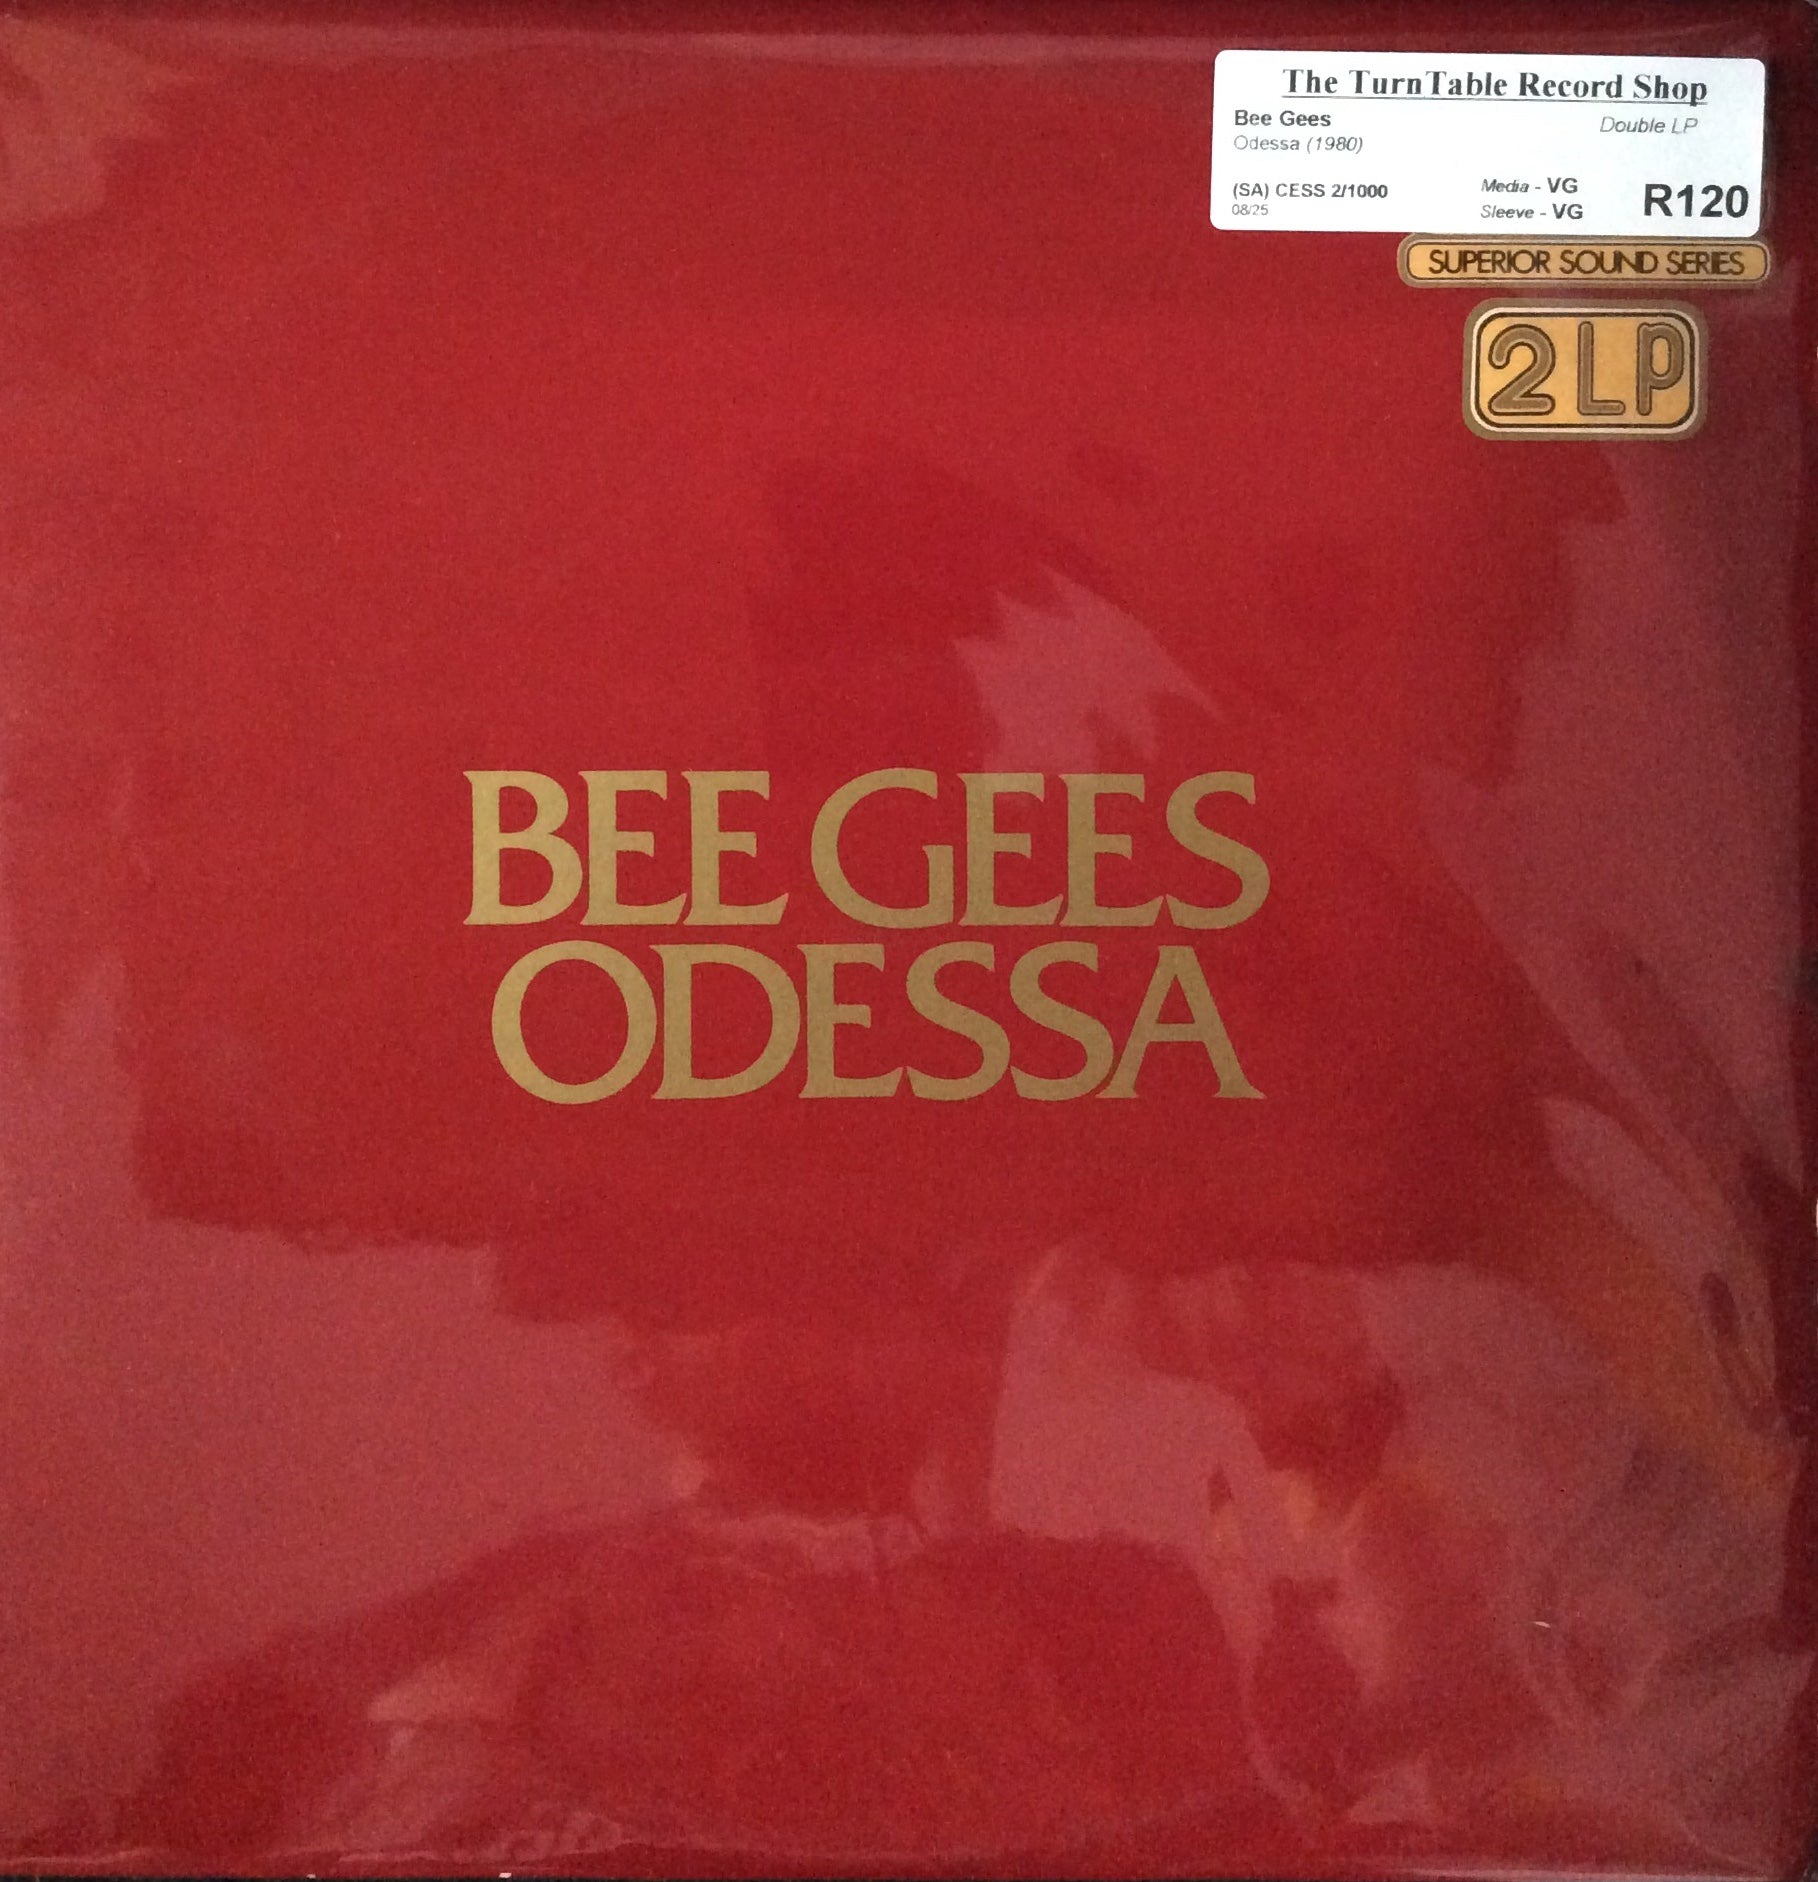 The TurnTable Record Shop
Bee Gees
Double LP
Odessa (1980)
(SA) CESS 2/1000
Media - VG
R120
08/25
Sleeve - VG
SUPERIOR SOUND SERIES
2LP
BEE GEES
ODESSA